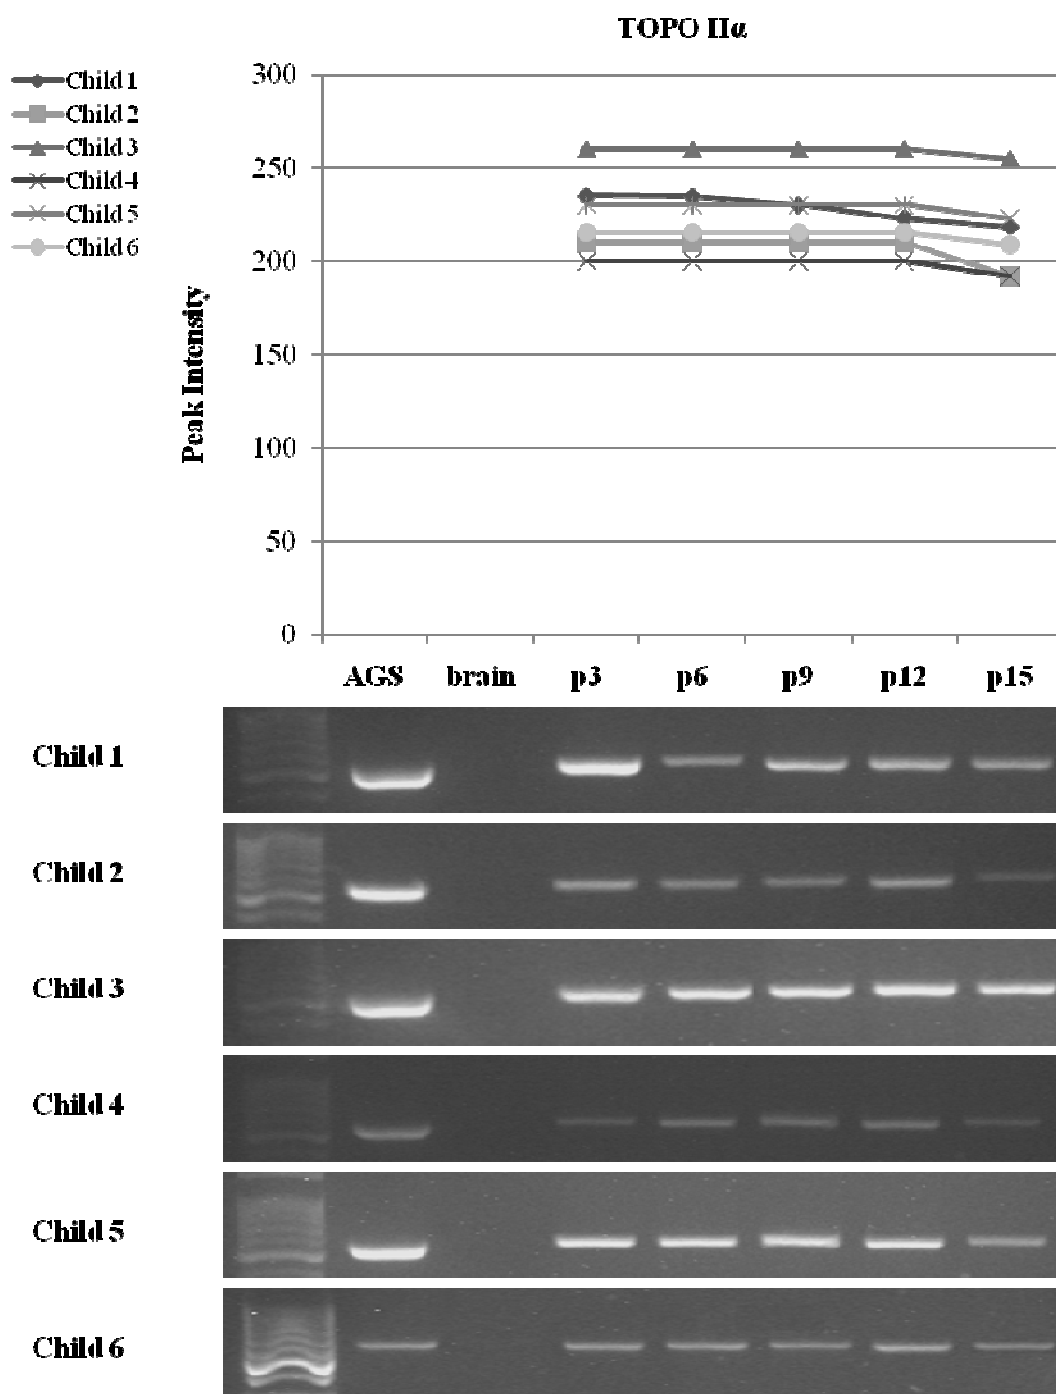 TOPO IIα
Child 1
Child 2
Child 3
Child 4
Child 5
Child 6
300
250
200
150
100
50
0
Peak Intensity
AGS brain p3 p6 p9 p12 p15
Child 1
Child 2
Child 3
Child 4
Child 5
Child 6